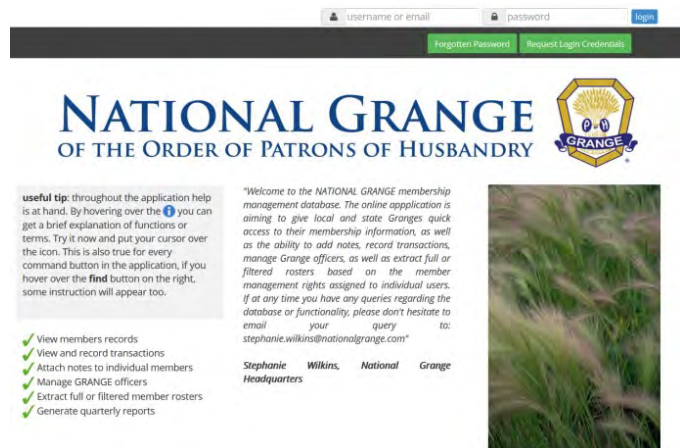 username or email
password
login
Forgotten Password
Request Login Credentials
NATIONAL GRANGE
OF THE ORDER OF PATRONS OF HUSBANDRY
P H
GRANGE
useful tip: throughout the application help
is at hand. By hovering over the i you can
get a brief explanation of functions or
terms. Try it now and put your cursor over
the icon. This is also true for every
command button in the application, if you
hover over the find button on the right,
some instruction will appear too.
View members records
View and record transactions
Attach notes to individual members
Manage GRANGE officers
Extract full or filtered member rosters
Generate quarterly reports
"Welcome to the NATIONAL GRANGE membership
management database. The online appplication is
aiming to give local and state Granges quick
access to their membership information, as well
as the ability to add notes, record transactions,
manage Grange officers, as well as extract full or
filtered rosters based on the member
management rights assigned to individual users.
If at any time you have any queries regarding the
database or functionality, please don't hesitate to
email your query to:
stephanie.wilkins@nationalgrange.com"
Stephanie Wilkins, National Grange
Headquarters